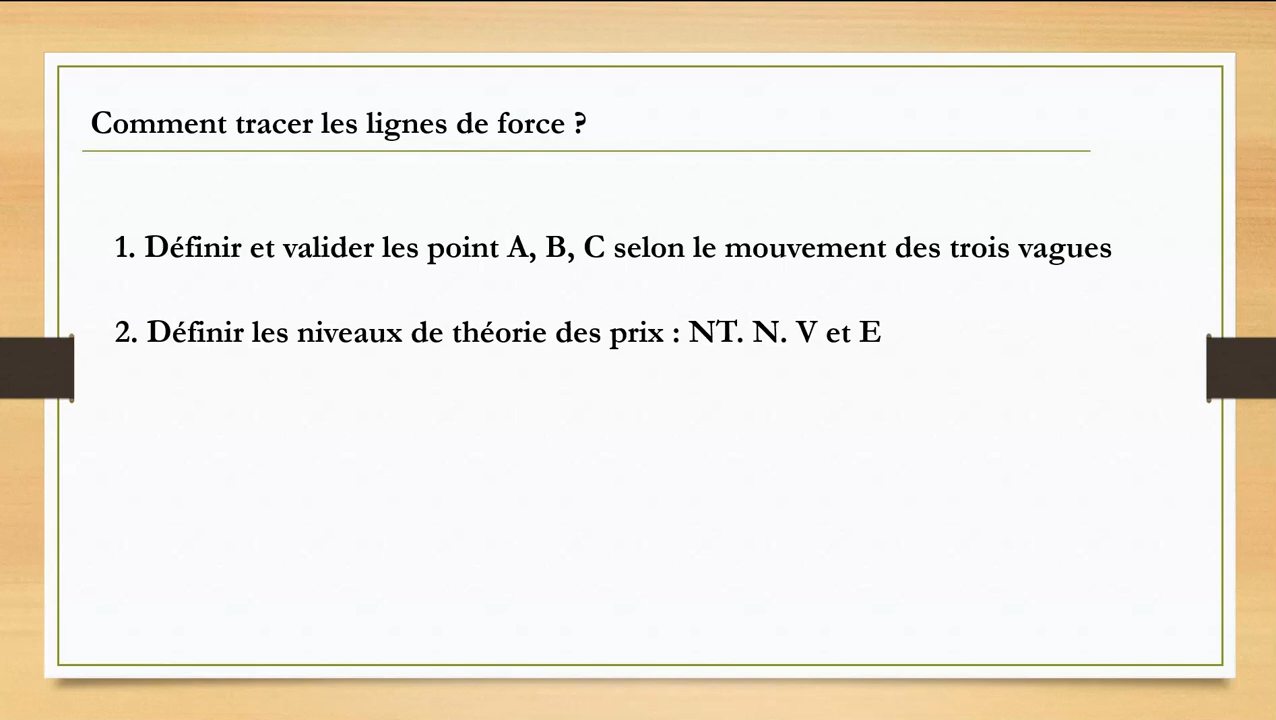 Comment tracer les lignes de force ?
1. Définir et valider les point A, B, C selon le mouvement des trois vagues
2. Définir les niveaux de théorie des prix : NT. N. V et E